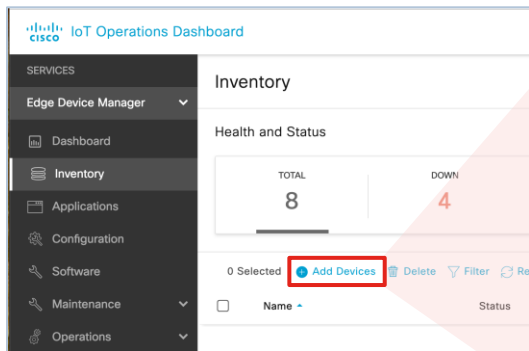 CISCO IoT Operations Dashboard
SERVICES
Edge Device Manager
Dashboard
Inventory
Applications
Configuration
Software
Maintenance
Operations
Inventory
Health and Status
TOTAL DOWN
8 4
0 Selected Add Devices Delete Filter Re
Name Status